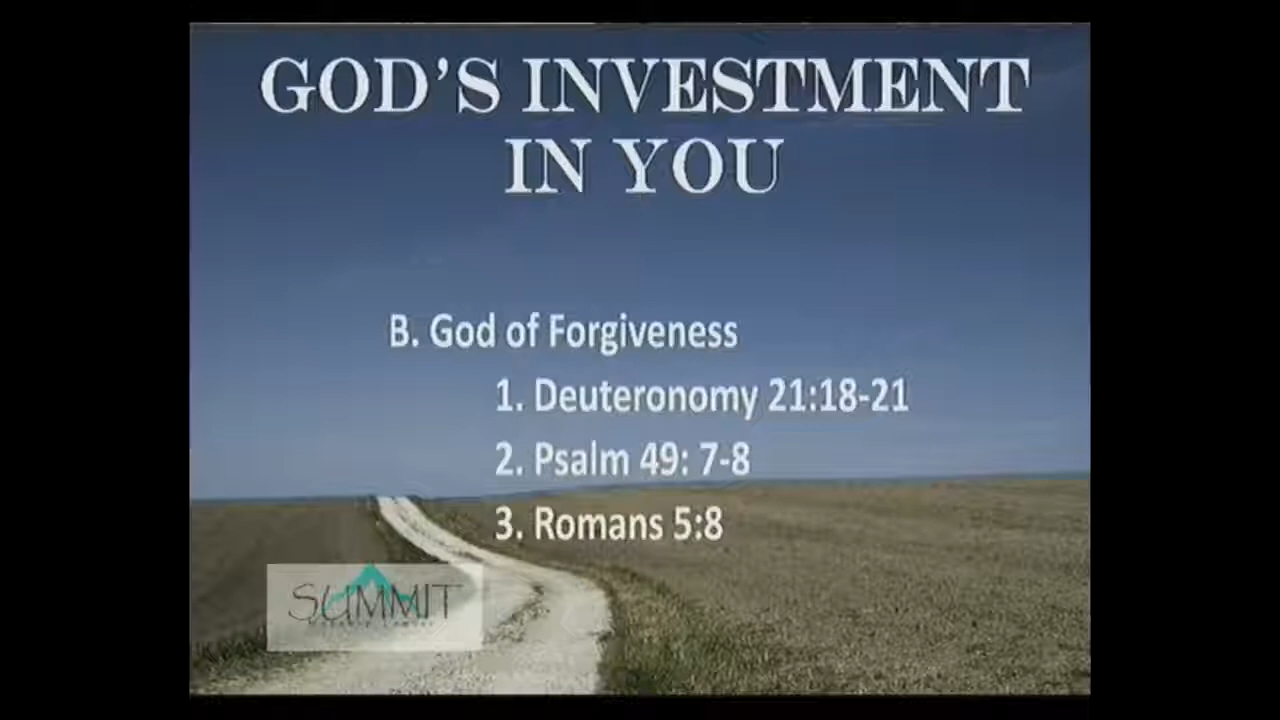 GOD’S INVESTMENT
IN YOU
B. God of Forgiveness
1. Deuteronomy 21:18-21
2. Psalm 49: 7-8
3. Romans 5:8
SUMMIT